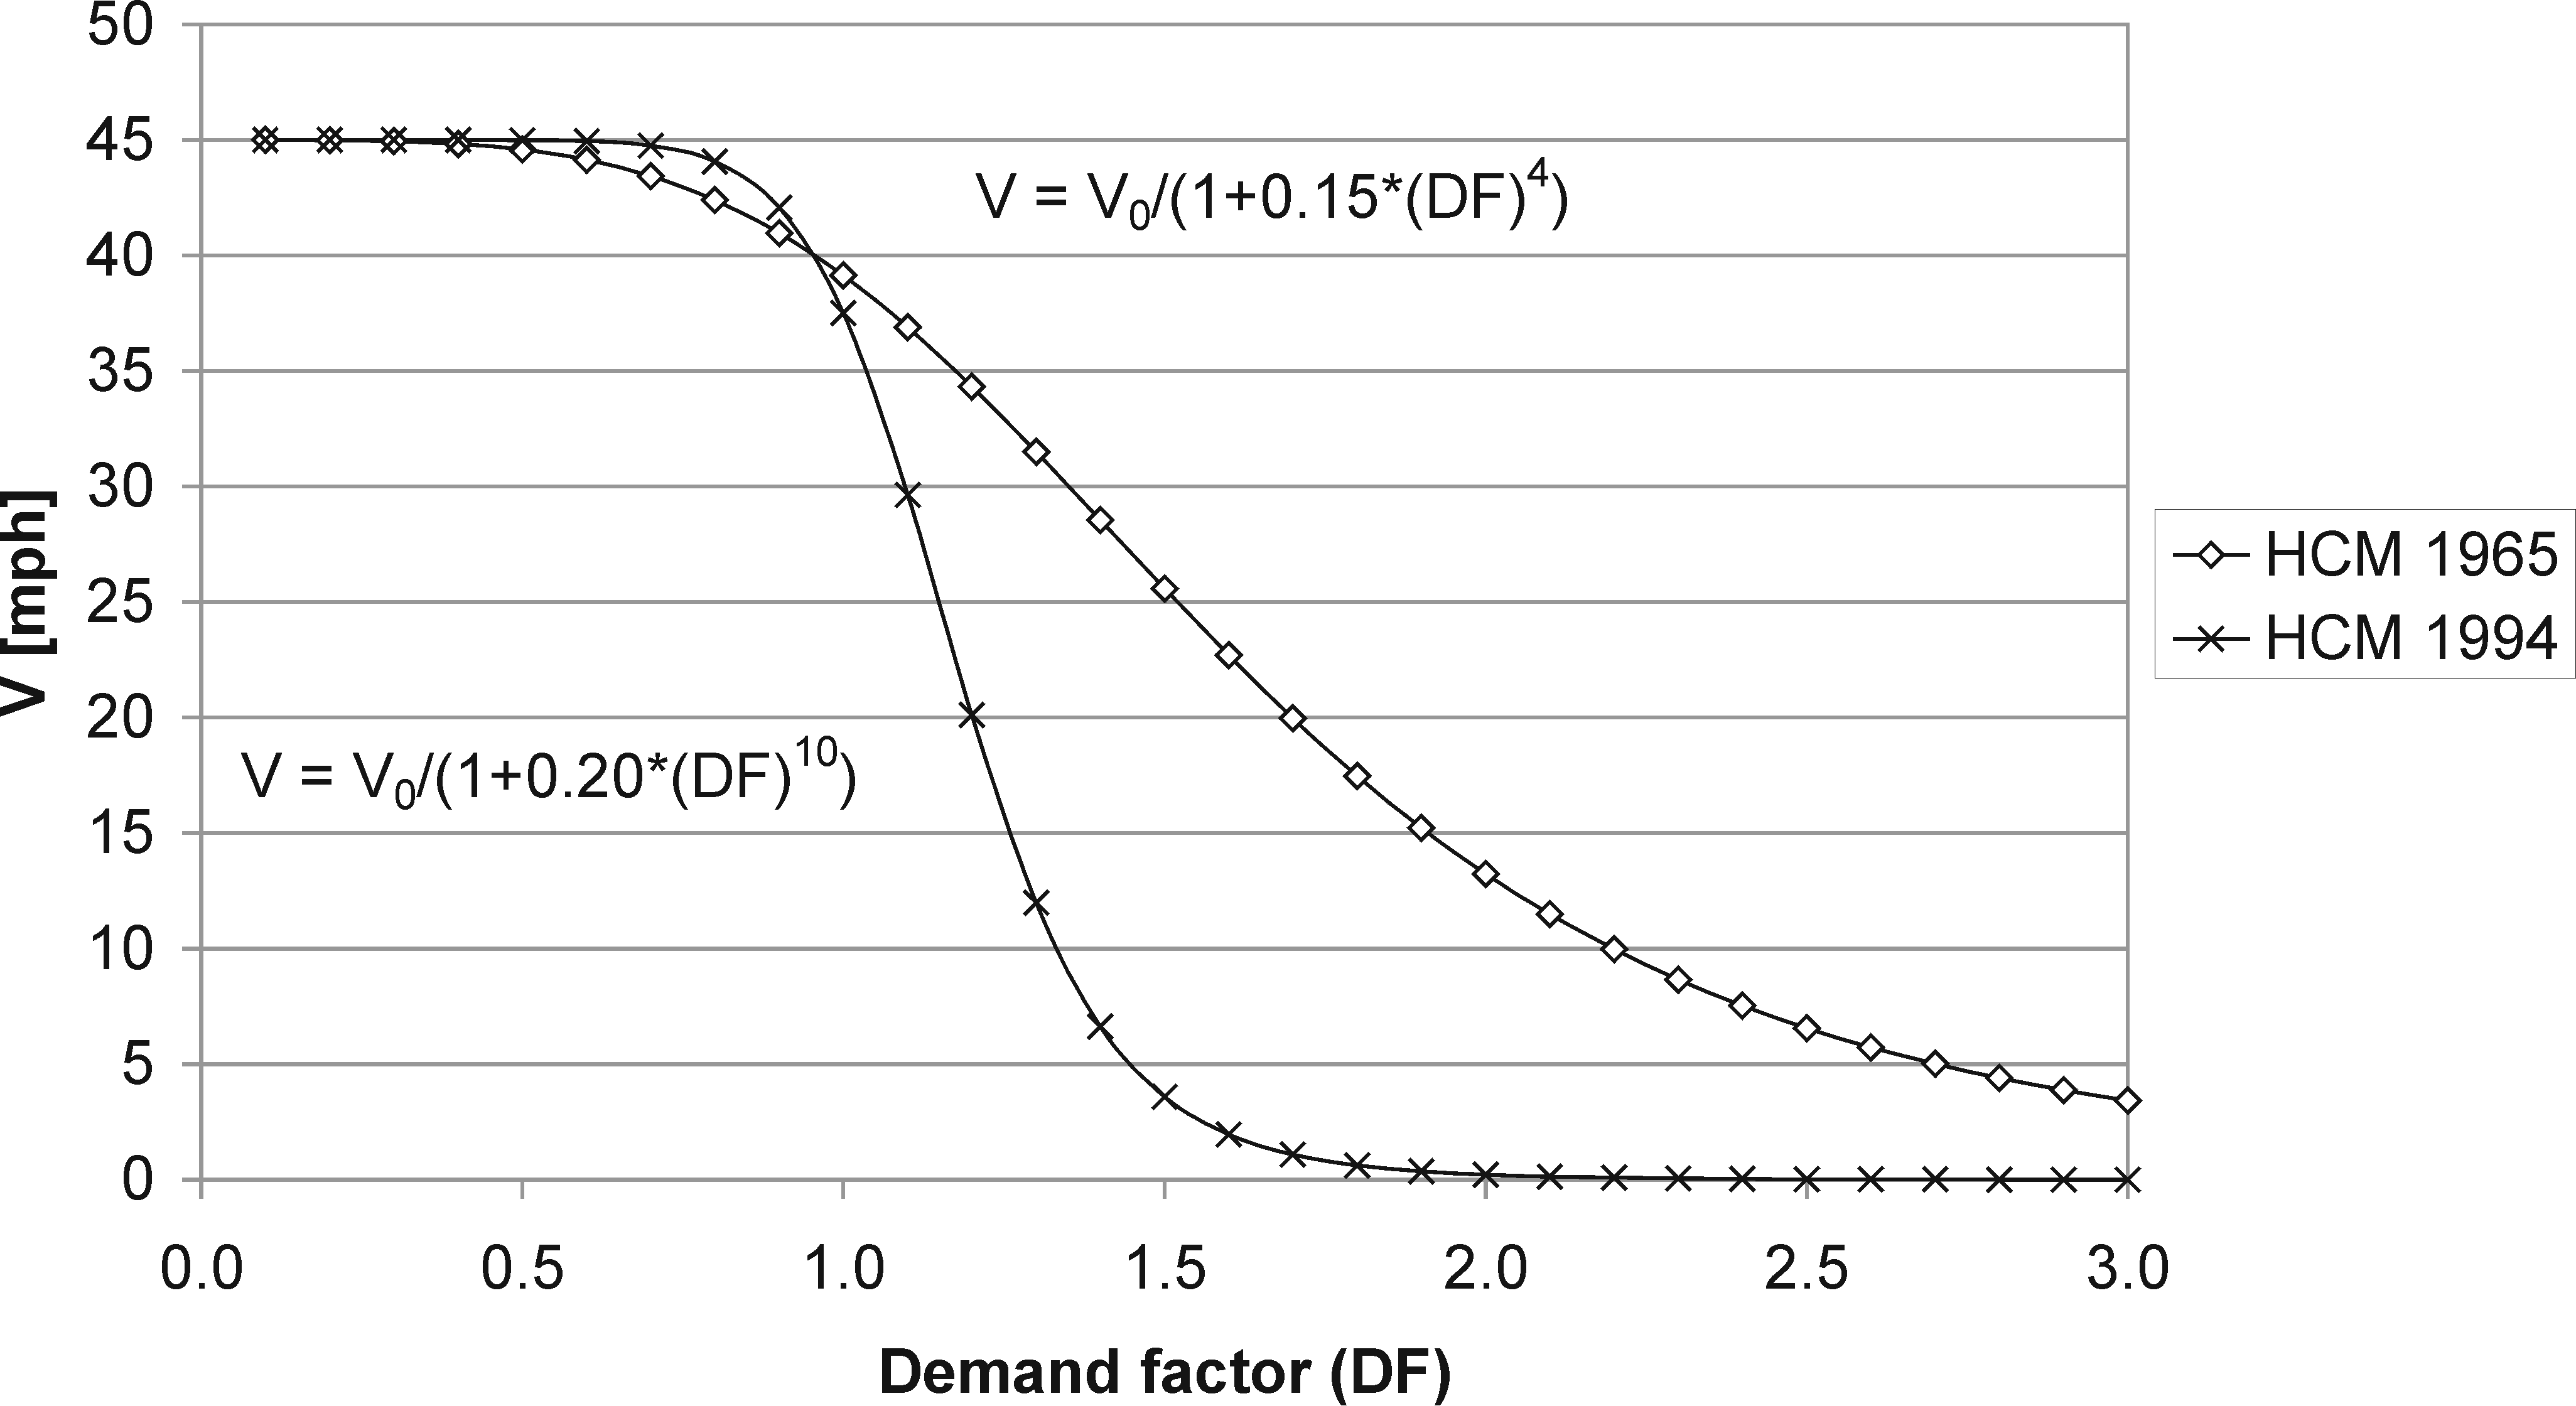 50
45
40
35
30
25
20
15
10
5
0
V [mph]
V = V₀/(1+0.15*(DF)⁴)
V = V₀/(1+0.20*(DF)¹⁰)
HCM 1965
HCM 1994
0.0 0.5 1.0 1.5 2.0 2.5 3.0
Demand factor (DF)